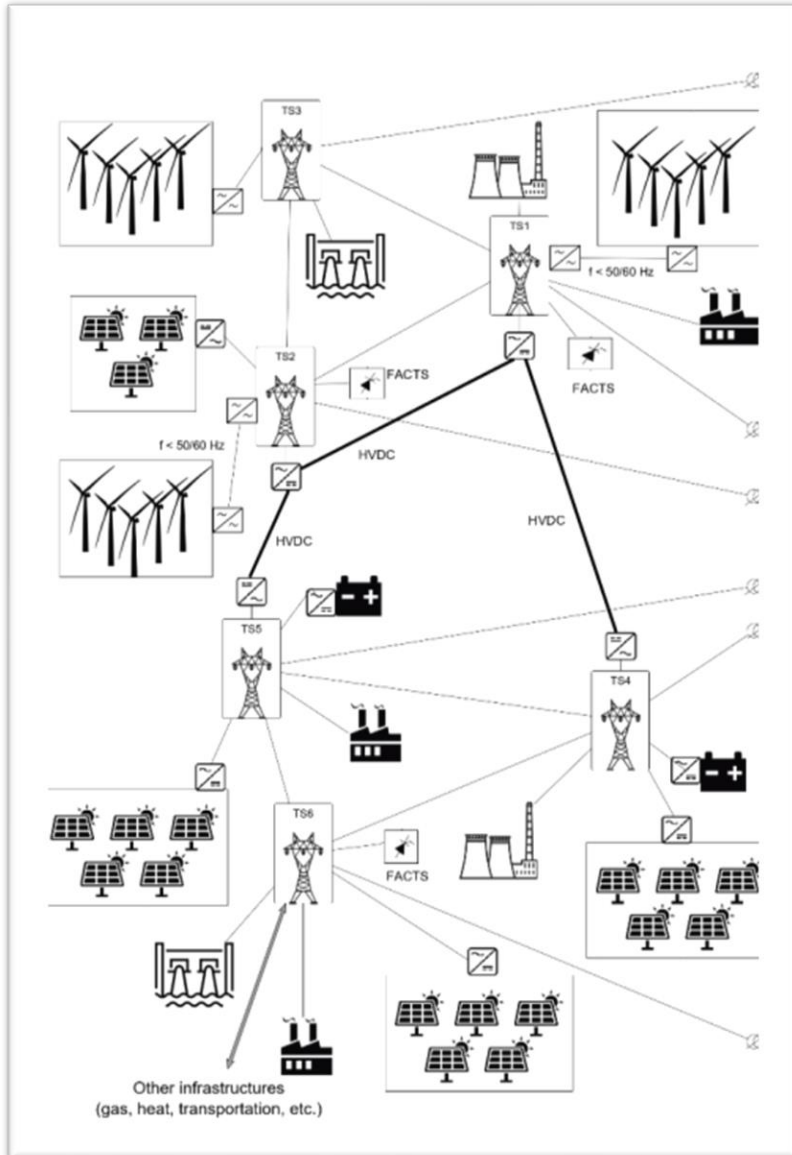 TS3
TS1
f < 50/60 Hz
TS2
FACTS
FACTS
f < 50/60 Hz
HVDC
HVDC
HVDC
TS5
TS4
TS6
FACTS
Other infrastructures
(gas, heat, transportation, etc.)